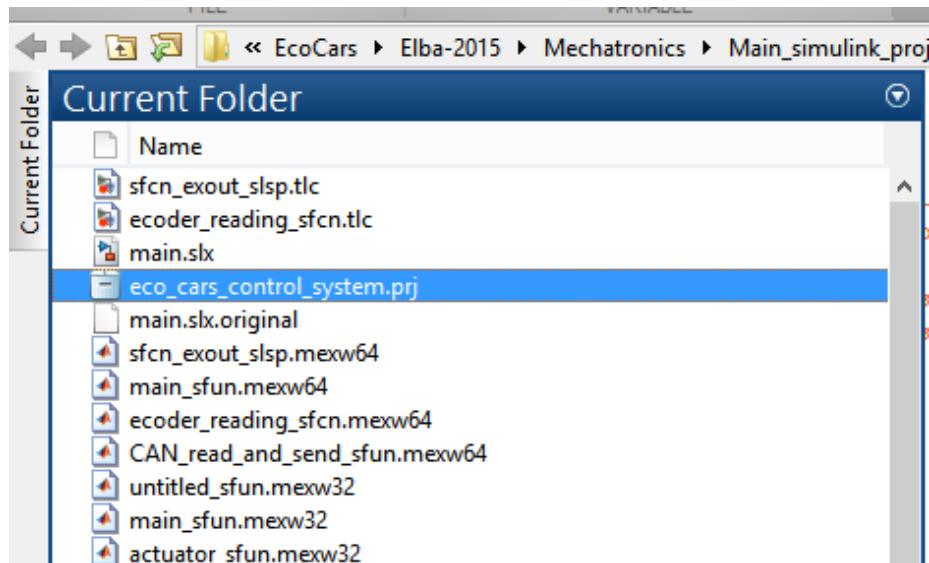 VARIABLE
« EcoCars ▸ Elba-2015 ▸ Mechatronics ▸ Main_simulink_proj
Current Folder
Current Folder
Name
sfcn_exout_slsp.tlc
ecoder_reading_sfcn.tlc
main.slx
eco_cars_control_system.prj
main.slx.original
sfcn_exout_slsp.mexw64
main_sfun.mexw64
ecoder_reading_sfcn.mexw64
CAN_read_and_send_sfun.mexw64
untitled_sfun.mexw32
main_sfun.mexw32
actuator_sfun.mexw32